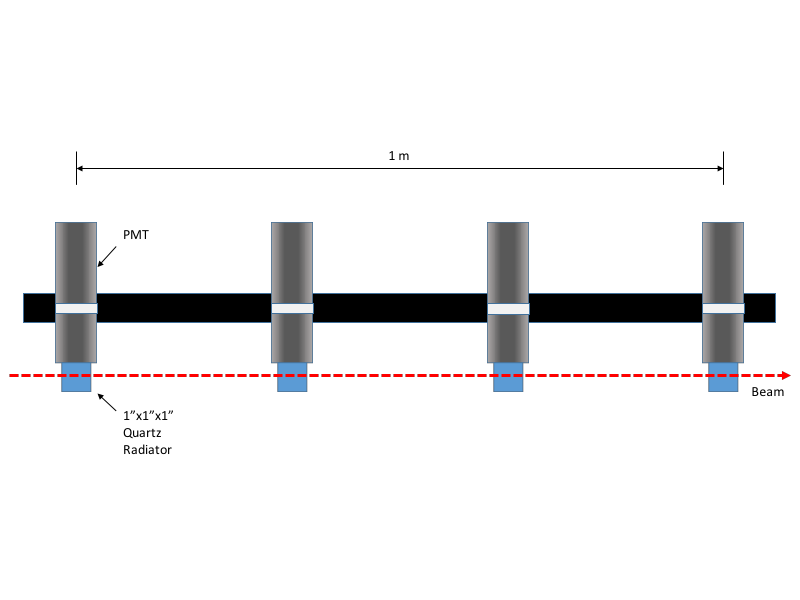 1 m
PMT
Beam
1”x1”x1”
Quartz
Radiator